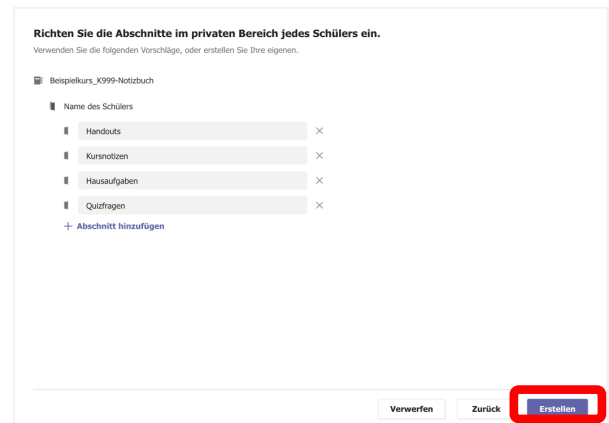 Richten Sie die Abschnitte im privaten Bereich jedes Schülers ein.
Verwenden Sie die folgenden Vorschläge, oder erstellen Sie Ihre eigenen.
Beispielkurs_K999-Notizbuch
Name des Schülers
Handouts
Kursnotizen
Hausaufgaben
Quizfragen
+ Abschnitt hinzufügen
Verwerfen Zurück Erstellen